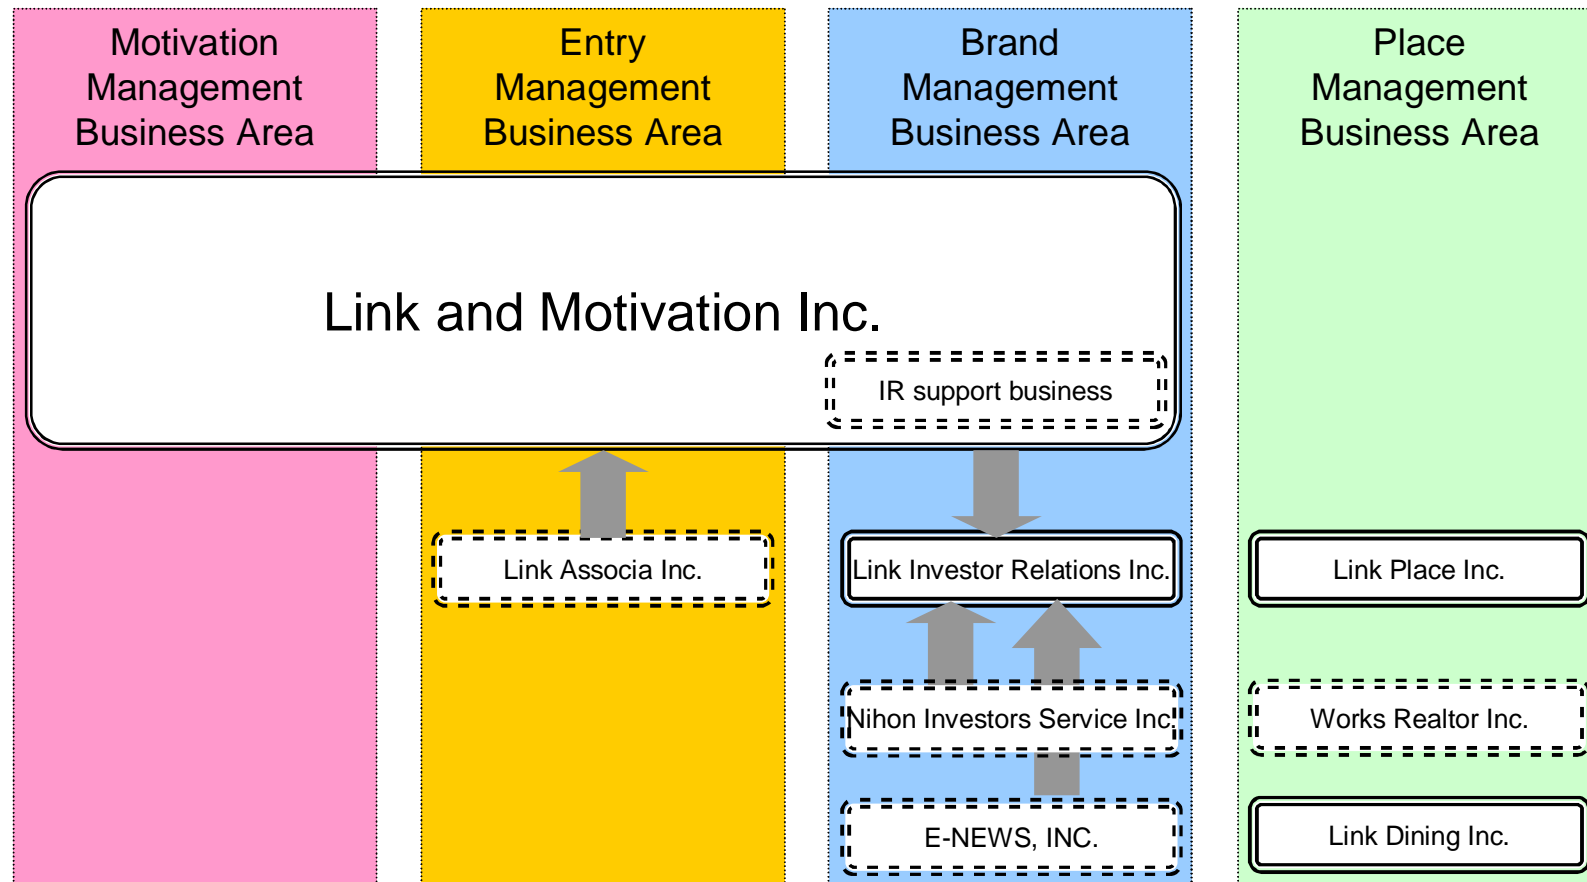 Motivation
Management
Business Area
Entry
Management
Business Area
Brand
Management
Business Area
Place
Management
Business Area
Link and Motivation Inc.
IR support business
Link Associa Inc.
Link Investor Relations Inc.
Link Place Inc.
Nihon Investors Service Inc.
Works Realtor Inc.
E-NEWS, INC.
Link Dining Inc.